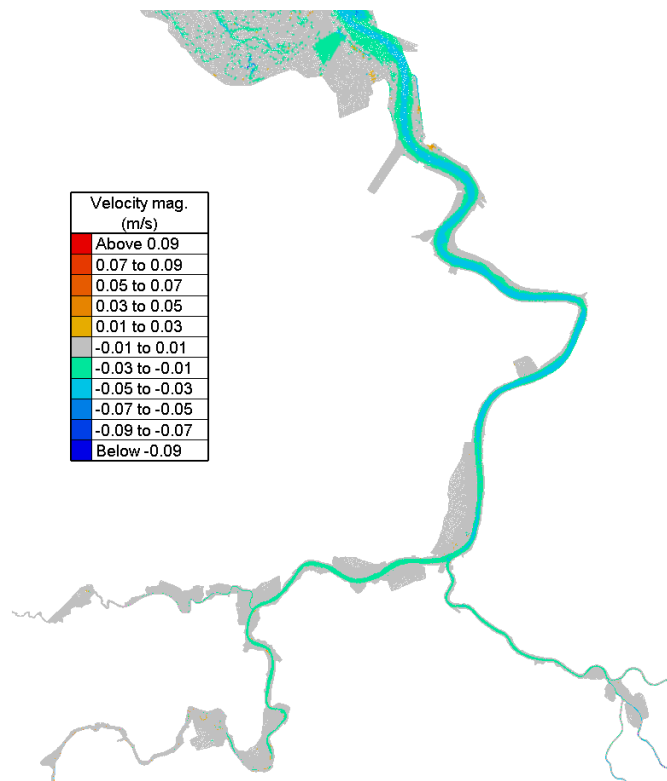 Velocity mag.
(m/s)
Above 0.09
0.07 to 0.09
0.05 to 0.07
0.03 to 0.05
0.01 to 0.03
-0.01 to 0.01
-0.03 to -0.01
-0.05 to -0.03
-0.07 to -0.05
-0.09 to -0.07
Below -0.09